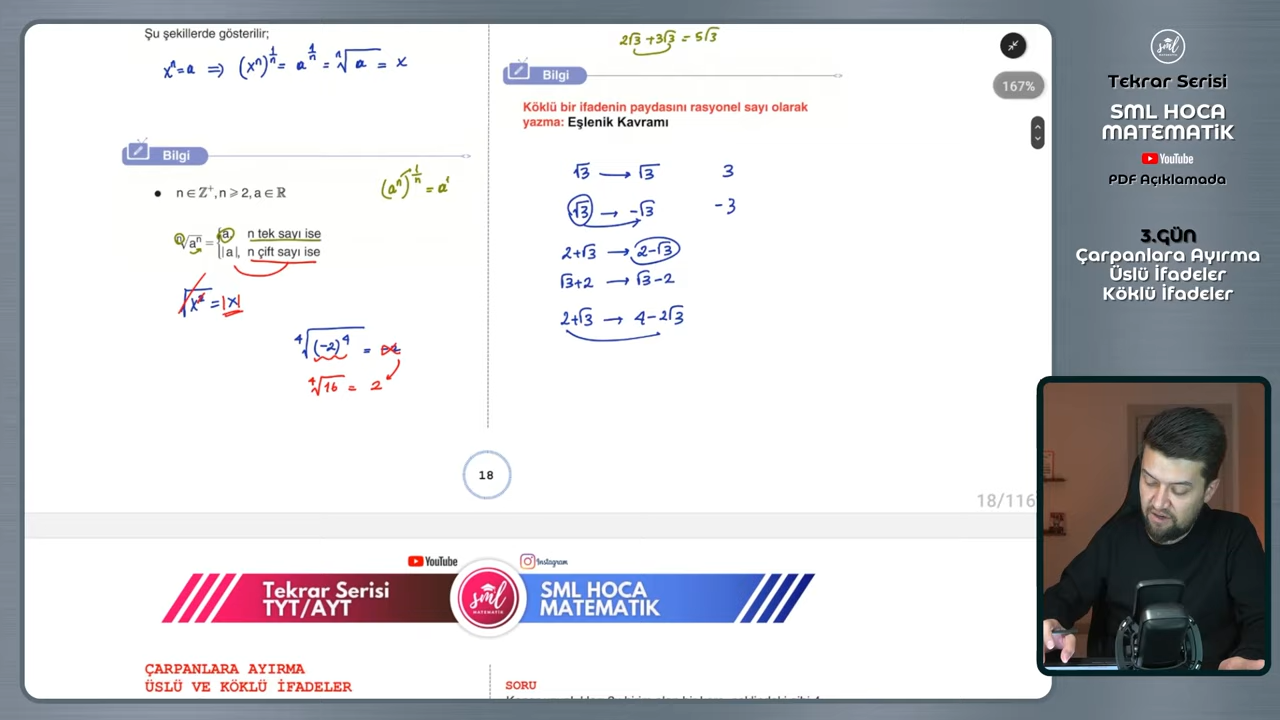 Şu şekillerde gösterilir;
xⁿ = a ⇒ (xⁿ)^(1/n) = a^(1/n) = ⁿ√a = x
Bilgi
• n ∈ Z⁺, n ⩾ 2, a ∈ ℝ
(aⁿ)^(1/n) = a¹
ⁿ√aⁿ = { a, n tek sayı ise
|a|, n çift sayı ise
√x² = |x|
⁴√(-2)⁴ =
⁴√16 = 2
2√3 + 3√3 = 5√3
Bilgi
Köklü bir ifadenin paydasını rasyonel sayı olarak
yazma: Eşlenik Kavramı
√3 → √3 3
√3 → -√3 -3
2+√3 → 2-√3
√3+2 → √3-2
2+√3 → 4-2√3
18
18/116
167%
YouTube
Instagram
Tekrar Serisi
TYT/AYT
sml
MATEMATİK
SML HOCA
MATEMATİK
ÇARPANLARA AYIRMA
ÜSLÜ VE KÖKLÜ İFADELER
SORU
sml
Tekrar Serisi
SML HOCA
MATEMATİK
YouTube
PDF Açıklamada
3.GÜN
Çarpanlara Ayırma
Üslü İfadeler
Köklü İfadeler